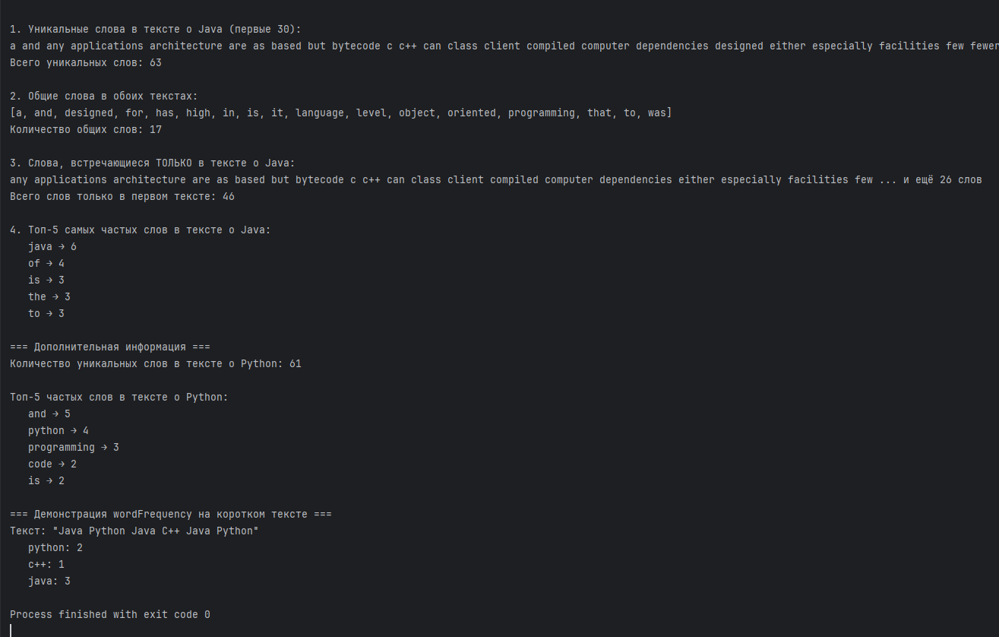 1. Уникальные слова в тексте о Java (первые 30):
a and any applications architecture are as based but bytecode c c++ can class client compiled computer dependencies designed either especially facilities few fewer
Всего уникальных слов: 63
2. Общие слова в обоих текстах:
[a, and, designed, for, has, high, in, is, it, language, level, object, oriented, programming, that, to, was]
Количество общих слов: 17
3. Слова, встречающиеся ТОЛЬКО в тексте о Java:
any applications architecture are as based but bytecode c c++ can class client compiled computer dependencies either especially facilities few ... и ещё 26 слов
Всего слов только в первом тексте: 46
4. Топ-5 самых частых слов в тексте о Java:
java → 6
of → 4
is → 3
the → 3
to → 3
=== Дополнительная информация ===
Количество уникальных слов в тексте о Python: 61
Топ-5 частых слов в тексте о Python:
and → 5
python → 4
programming → 3
code → 2
is → 2
=== Демонстрация wordFrequency на коротком тексте ===
Текст: "Java Python Java C++ Java Python"
python: 2
c++: 1
java: 3
Process finished with exit code 0